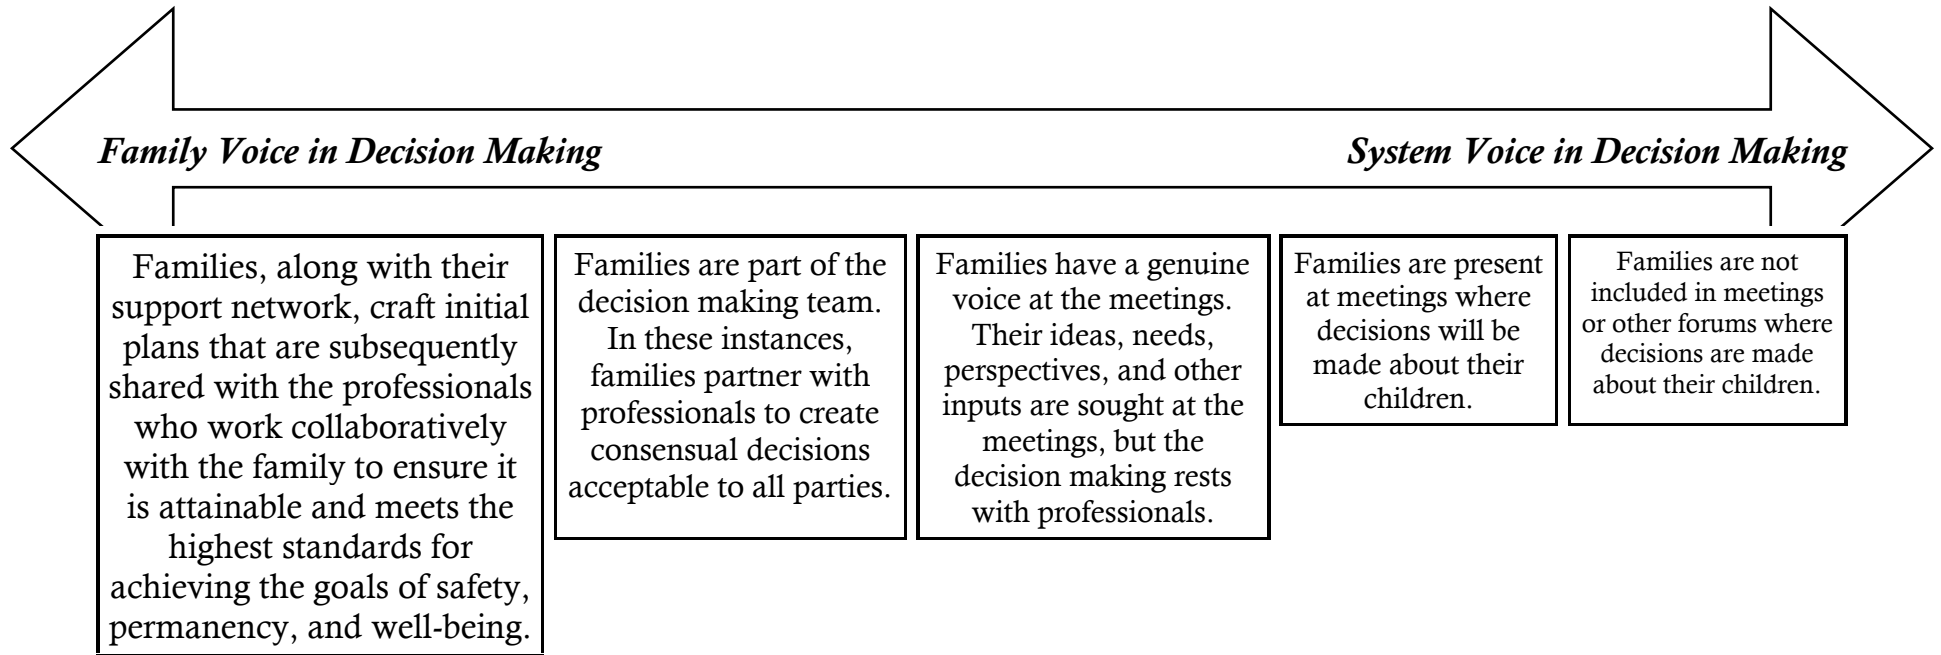 Family Voice in Decision Making
System Voice in Decision Making
Families, along with their
support network, craft initial
plans that are subsequently
shared with the professionals
who work collaboratively
with the family to ensure it
is attainable and meets the
highest standards for
achieving the goals of safety,
permanency, and well-being.
Families are part of the
decision making team.
In these instances,
families partner with
professionals to create
consensual decisions
acceptable to all parties.
Families have a genuine
voice at the meetings.
Their ideas, needs,
perspectives, and other
inputs are sought at the
meetings, but the
decision making rests
with professionals.
Families are present
at meetings where
decisions will be
made about their
children.
Families are not
included in meetings
or other forums where
decisions are made
about their children.